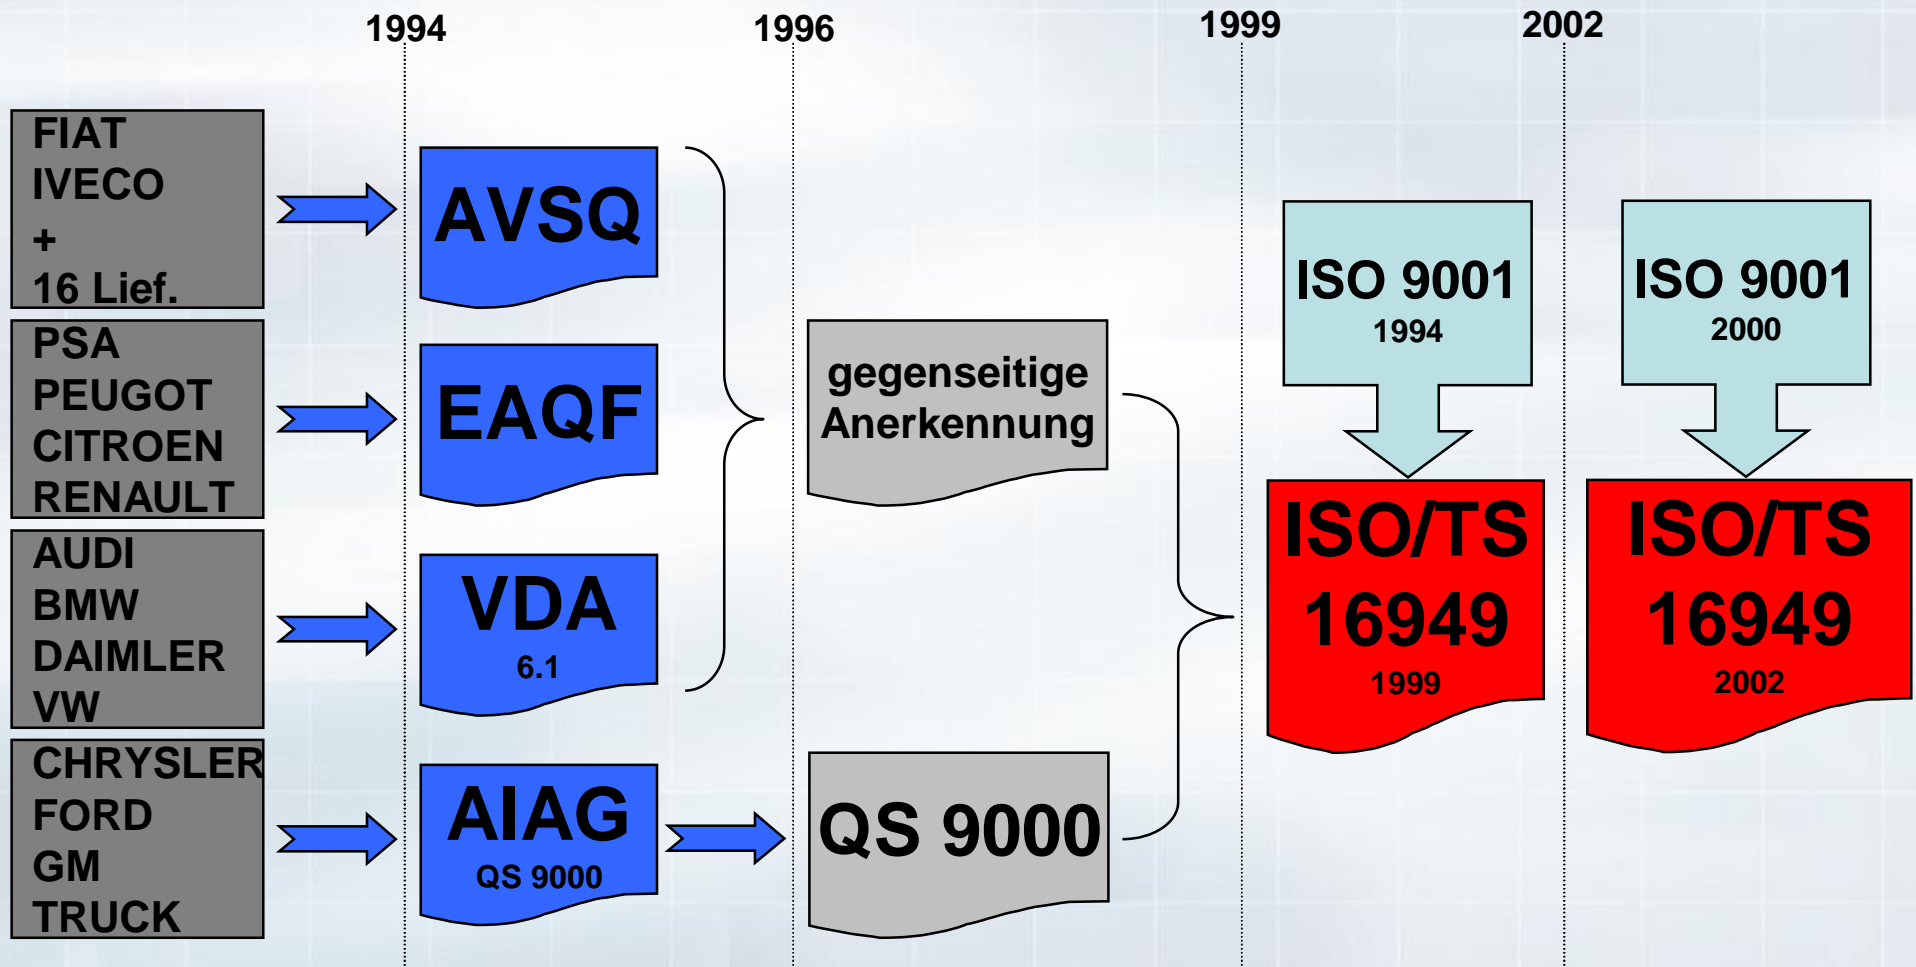 1994
1996
1999
2002
FIAT
IVECO
+
16 Lief.
AVSQ
PSA
PEUGOT
CITROEN
RENAULT
EAQF
AUDI
BMW
DAIMLER
VW
VDA
6.1
CHRYSLER
FORD
GM
TRUCK
AIAG
QS 9000
gegenseitige
Anerkennung
QS 9000
ISO 9001
1994
ISO/TS
16949
1999
ISO 9001
2000
ISO/TS
16949
2002